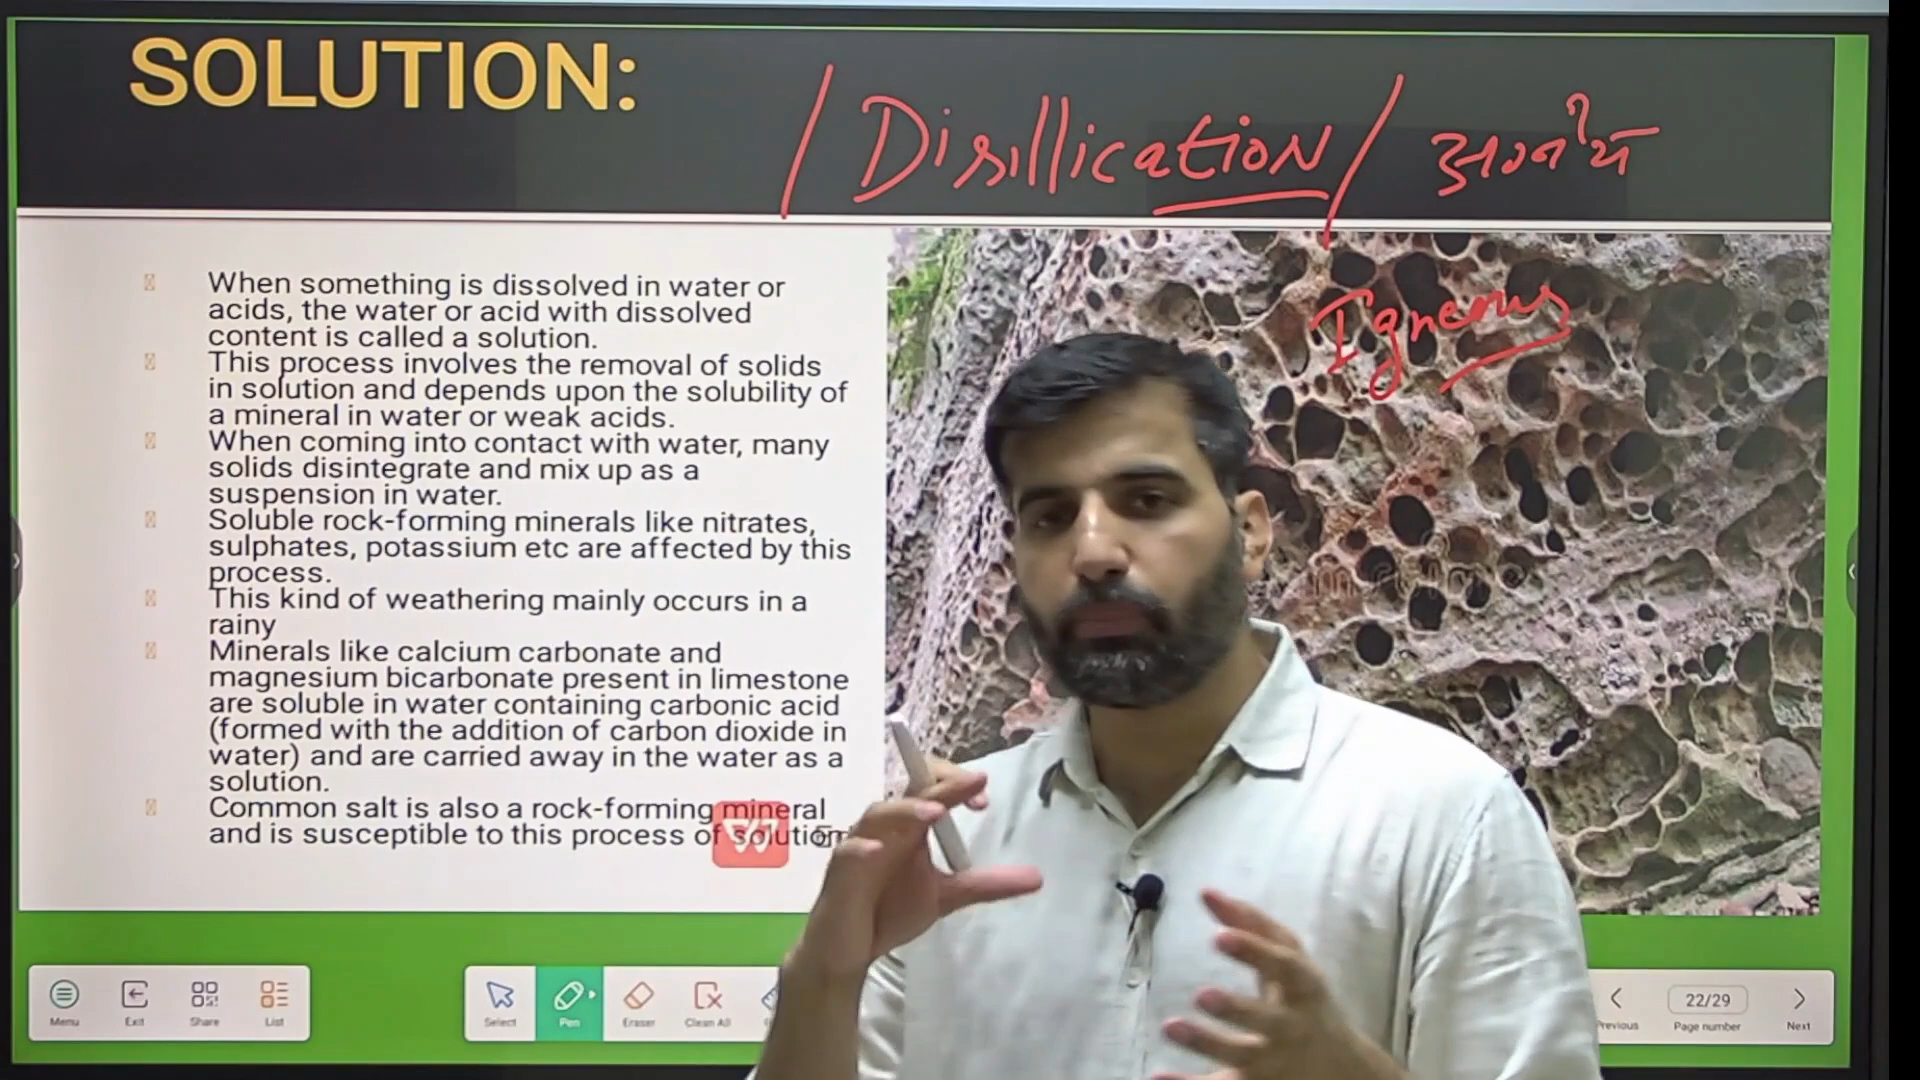 SOLUTION:
/ Disillication / आग्नेय
Igneous
When something is dissolved in water or
acids, the water or acid with dissolved
content is called a solution.
This process involves the removal of solids
in solution and depends upon the solubility of
a mineral in water or weak acids.
When coming into contact with water, many
solids disintegrate and mix up as a
suspension in water.
Soluble rock-forming minerals like nitrates,
sulphates, potassium etc are affected by this
process.
This kind of weathering mainly occurs in a
rainy
Minerals like calcium carbonate and
magnesium bicarbonate present in limestone
are soluble in water containing carbonic acid
(formed with the addition of carbon dioxide in
water) and are carried away in the water as a
solution.
Common salt is also a rock-forming mineral
and is susceptible to this process of solution
Menu Exit Share List Select Pen Eraser Clean All Previous 22/29 Page number Next